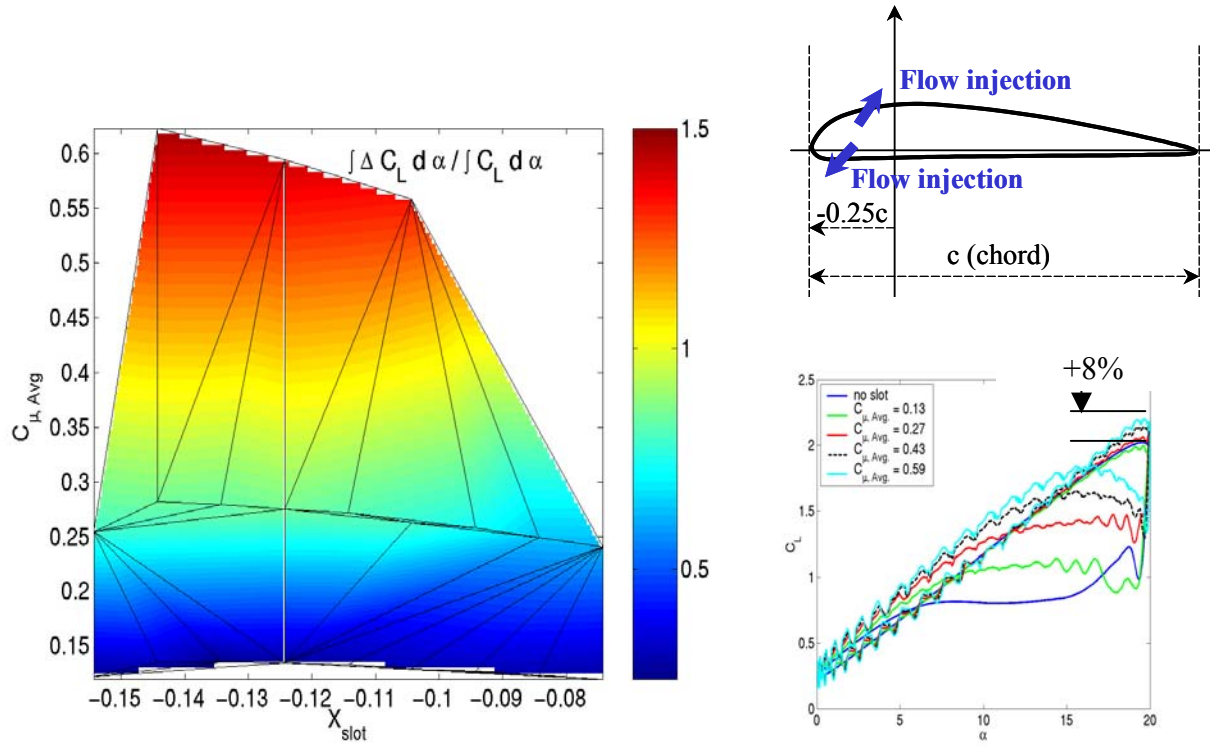 ∫ Δ C_L d α / ∫ C_L d α
C_μ, Avg
0.6
0.55
0.5
0.45
0.4
0.35
0.3
0.25
0.2
0.15
−0.15 −0.14 −0.13 −0.12 −0.11 −0.1 −0.09 −0.08
X_slot
1.5
1
0.5
Flow injection
Flow injection
-0.25c
c (chord)
+8%
no slot
C_μ, Avg. = 0.13
C_μ, Avg. = 0.27
C_μ, Avg. = 0.43
C_μ, Avg. = 0.59
C_L
2.5
2
1.5
1
0.5
0
0 5 10 15 20
α